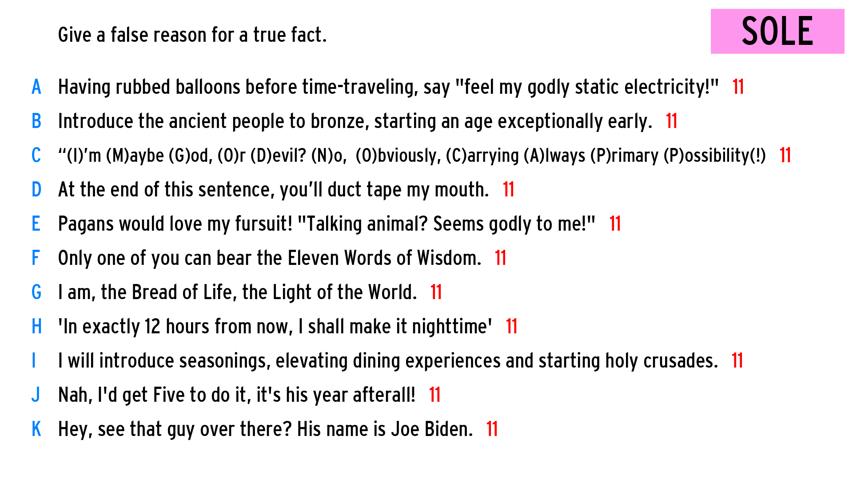 Give a false reason for a true fact.
SOLE
A Having rubbed balloons before time-traveling, say "feel my godly static electricity!" 11
B Introduce the ancient people to bronze, starting an age exceptionally early. 11
C “(I)'m (M)aybe (G)od, (O)r (D)evil? (N)o, (O)bviously, (C)arrying (A)lways (P)rimary (P)ossibility(!) 11
D At the end of this sentence, you’ll duct tape my mouth. 11
E Pagans would love my fursuit! "Talking animal? Seems godly to me!" 11
F Only one of you can bear the Eleven Words of Wisdom. 11
G I am, the Bread of Life, the Light of the World. 11
H 'In exactly 12 hours from now, I shall make it nighttime' 11
I I will introduce seasonings, elevating dining experiences and starting holy crusades. 11
J Nah, I'd get Five to do it, it's his year afterall! 11
K Hey, see that guy over there? His name is Joe Biden. 11